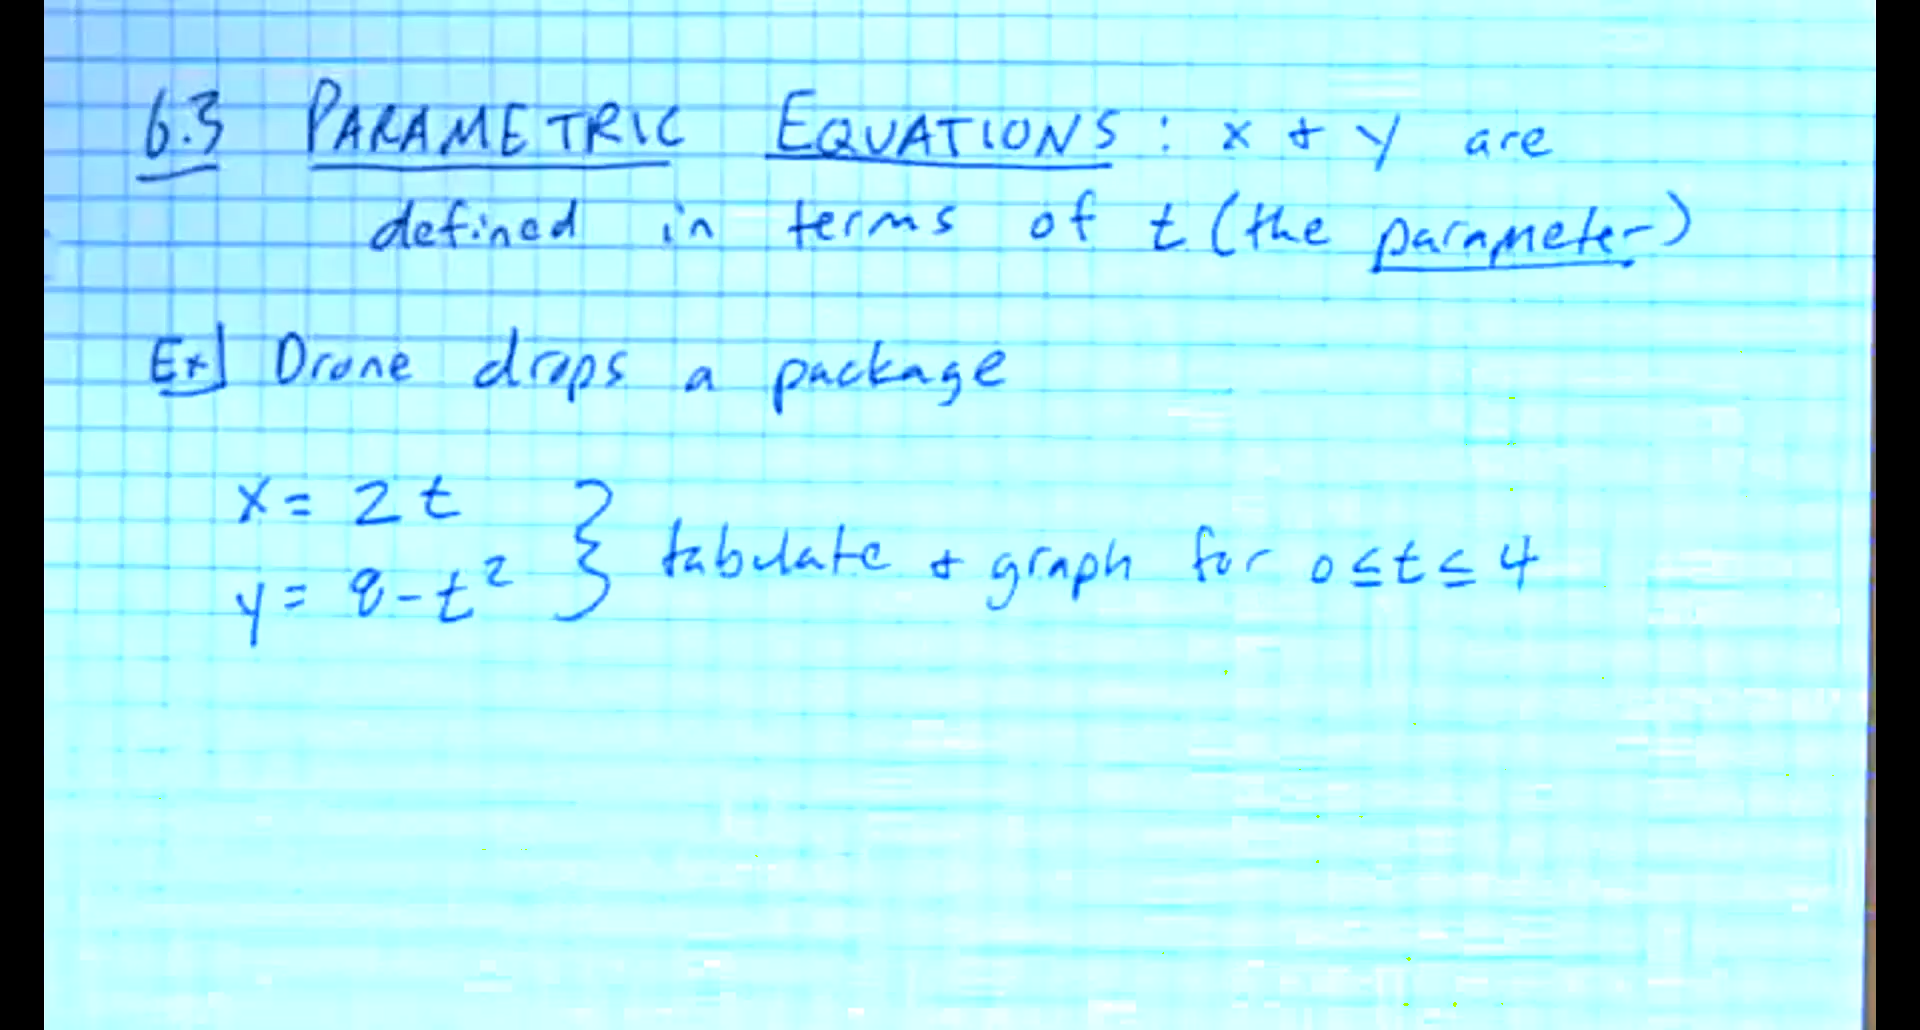 6.3 PARAMETRIC EQUATIONS: x + y are
defined in terms of t (the parameter)
Ex] Drone drops a package
x = 2t
y = 8 - t² } tabulate + graph for 0 ≤ t ≤ 4